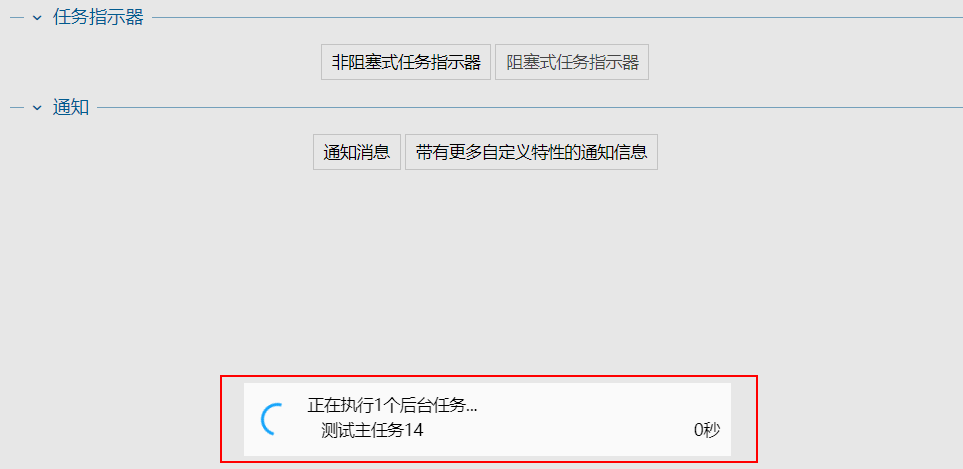 任务指示器
非阻塞式任务指示器 阻塞式任务指示器
通知
通知消息 带有更多自定义特性的通知信息
正在执行1个后台任务...
测试主任务14 0秒